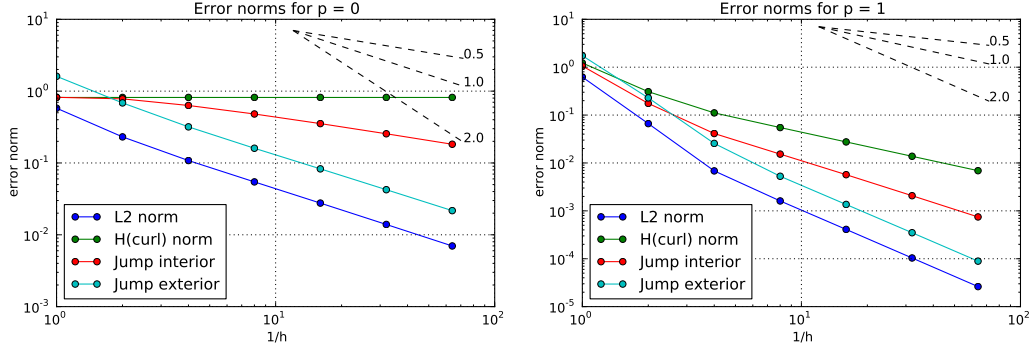 Error norms for p = 0
error norm
10^1
10^0
10^-1
10^-2
10^-3
0.5
1.0
2.0
L2 norm
H(curl) norm
Jump interior
Jump exterior
10^0
10^1
10^2
1/h
Error norms for p = 1
error norm
10^1
10^0
10^-1
10^-2
10^-3
10^-4
10^-5
0.5
1.0
2.0
L2 norm
H(curl) norm
Jump interior
Jump exterior
10^0
10^1
10^2
1/h